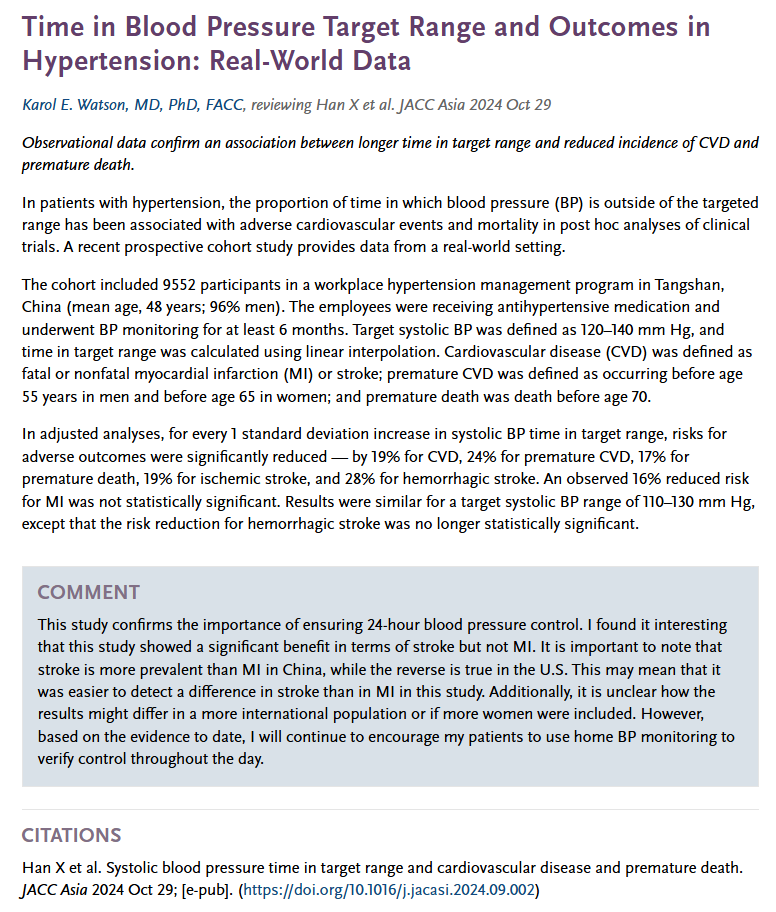 Time in Blood Pressure Target Range and Outcomes in
Hypertension: Real-World Data
Karol E. Watson, MD, PhD, FACC, reviewing Han X et al. JACC Asia 2024 Oct 29
Observational data confirm an association between longer time in target range and reduced incidence of CVD and
premature death.
In patients with hypertension, the proportion of time in which blood pressure (BP) is outside of the targeted
range has been associated with adverse cardiovascular events and mortality in post hoc analyses of clinical
trials. A recent prospective cohort study provides data from a real-world setting.
The cohort included 9552 participants in a workplace hypertension management program in Tangshan,
China (mean age, 48 years; 96% men). The employees were receiving antihypertensive medication and
underwent BP monitoring for at least 6 months. Target systolic BP was defined as 120–140 mm Hg, and
time in target range was calculated using linear interpolation. Cardiovascular disease (CVD) was defined as
fatal or nonfatal myocardial infarction (MI) or stroke; premature CVD was defined as occurring before age
55 years in men and before age 65 in women; and premature death was death before age 70.
In adjusted analyses, for every 1 standard deviation increase in systolic BP time in target range, risks for
adverse outcomes were significantly reduced — by 19% for CVD, 24% for premature CVD, 17% for
premature death, 19% for ischemic stroke, and 28% for hemorrhagic stroke. An observed 16% reduced risk
for MI was not statistically significant. Results were similar for a target systolic BP range of 110–130 mm Hg,
except that the risk reduction for hemorrhagic stroke was no longer statistically significant.
COMMENT
This study confirms the importance of ensuring 24-hour blood pressure control. I found it interesting
that this study showed a significant benefit in terms of stroke but not MI. It is important to note that
stroke is more prevalent than MI in China, while the reverse is true in the U.S. This may mean that it
was easier to detect a difference in stroke than in MI in this study. Additionally, it is unclear how the
results might differ in a more international population or if more women were included. However,
based on the evidence to date, I will continue to encourage my patients to use home BP monitoring to
verify control throughout the day.
CITATIONS
Han X et al. Systolic blood pressure time in target range and cardiovascular disease and premature death.
JACC Asia 2024 Oct 29; [e-pub]. (https://doi.org/10.1016/j.jacasi.2024.09.002)